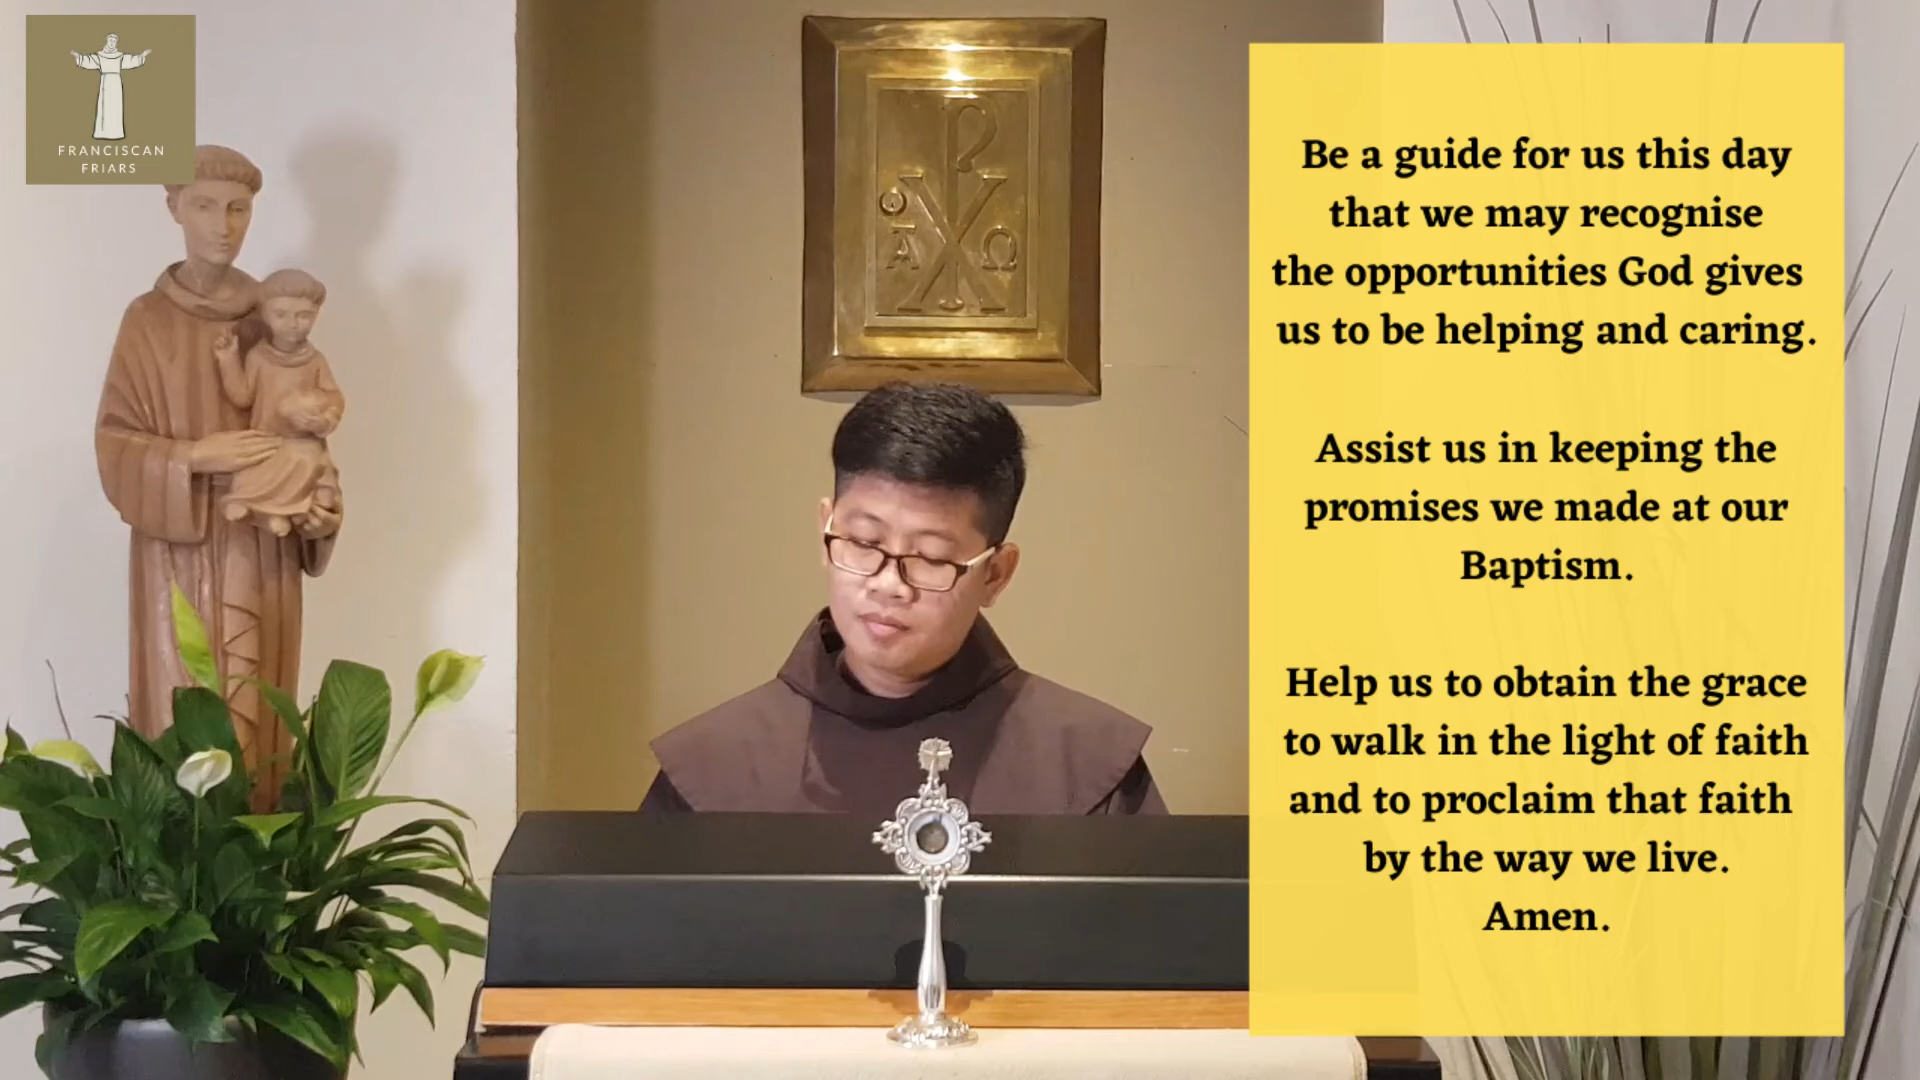 FRANCISCAN
FRIARS
Α Ω
Be a guide for us this day
that we may recognise
the opportunities God gives
us to be helping and caring.
Assist us in keeping the
promises we made at our
Baptism.
Help us to obtain the grace
to walk in the light of faith
and to proclaim that faith
by the way we live.
Amen.